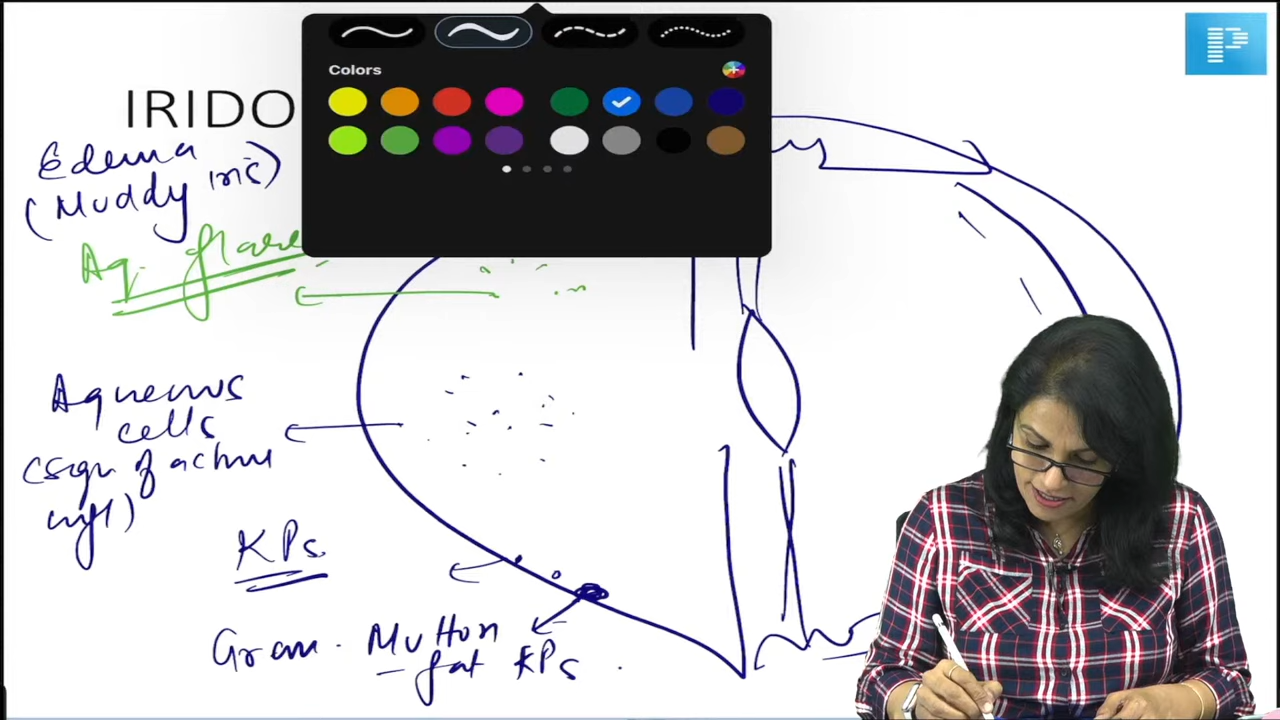 Colors
IRIDO
Edema
(Muddy iris)
Aq. flare
Aqueous
cells
(sign of active
infl)
KPs
Gran. Mutton
fat KPs.